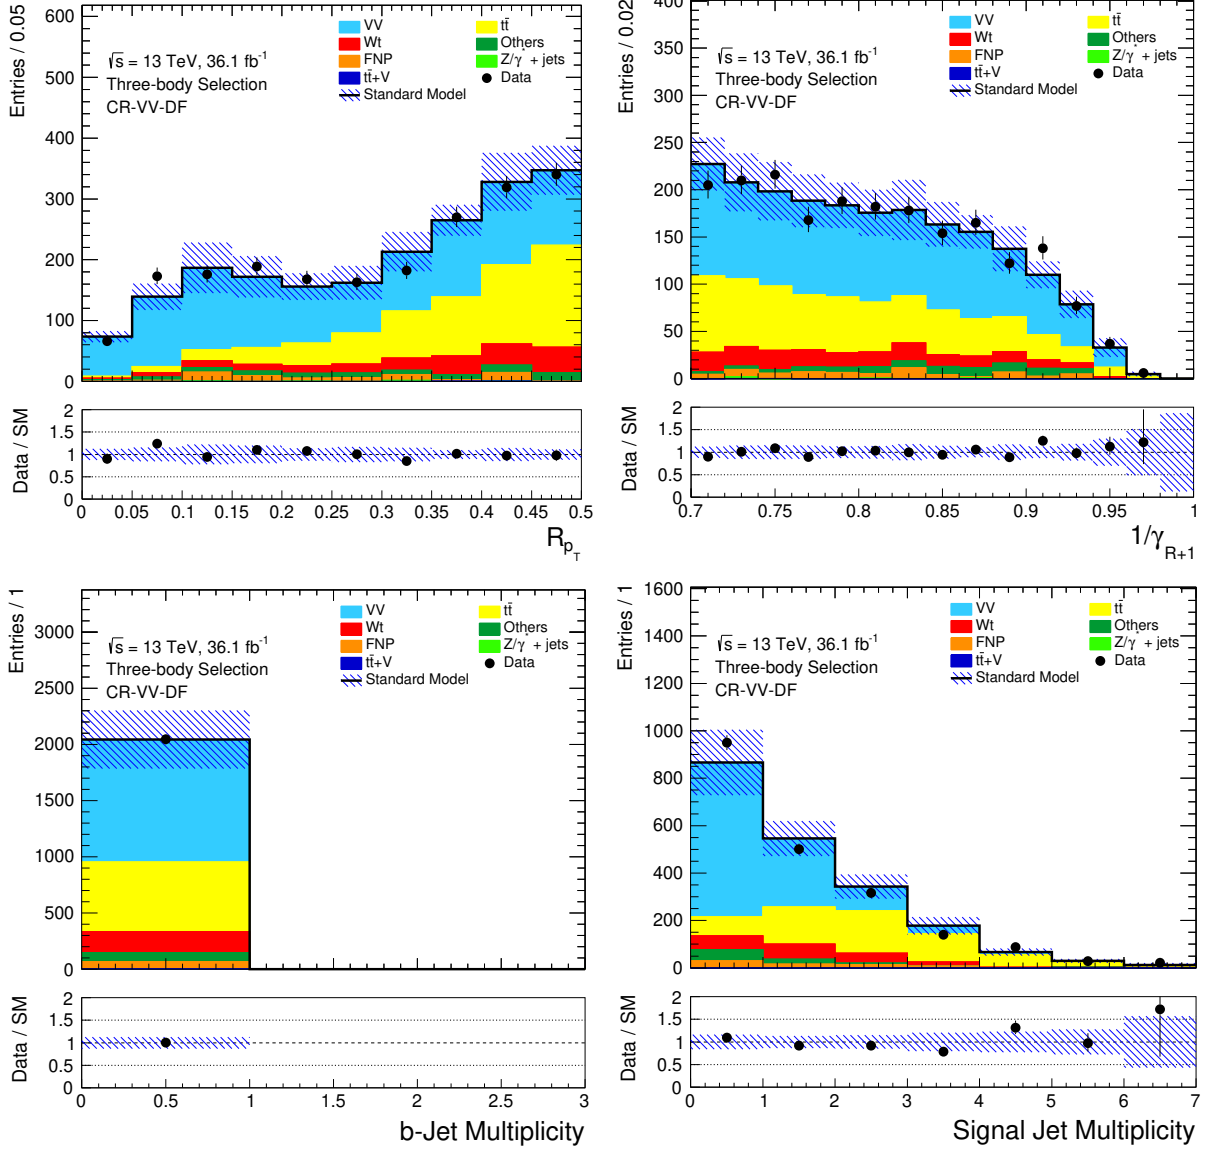 Entries / 0.05
600
500
400
300
200
100
0
√s = 13 TeV, 36.1 fb⁻¹
Three-body Selection
CR-VV-DF
VV
Wt
FNP
tt̄+V
Standard Model
tt̄
Others
Z/γ* + jets
Data
Data / SM
2
1.5
1
0.5
0
0 0.05 0.1 0.15 0.2 0.25 0.3 0.35 0.4 0.45 0.5
R_pT
Entries / 0.02
400
350
300
250
200
150
100
50
0
√s = 13 TeV, 36.1 fb⁻¹
Three-body Selection
CR-VV-DF
VV
Wt
FNP
tt̄+V
Standard Model
tt̄
Others
Z/γ* + jets
Data
Data / SM
2
1.5
1
0.5
0
0.7 0.75 0.8 0.85 0.9 0.95 1
1/γ_R+1
Entries / 1
3000
2500
2000
1500
1000
500
0
√s = 13 TeV, 36.1 fb⁻¹
Three-body Selection
CR-VV-DF
VV
Wt
FNP
tt̄+V
Standard Model
tt̄
Others
Z/γ* + jets
Data
Data / SM
2
1.5
1
0.5
0
0 0.5 1 1.5 2 2.5 3
b-Jet Multiplicity
Entries / 1
1600
1400
1200
1000
800
600
400
200
0
√s = 13 TeV, 36.1 fb⁻¹
Three-body Selection
CR-VV-DF
VV
Wt
FNP
tt̄+V
Standard Model
tt̄
Others
Z/γ* + jets
Data
Data / SM
2
1.5
1
0.5
0
0 1 2 3 4 5 6 7
Signal Jet Multiplicity